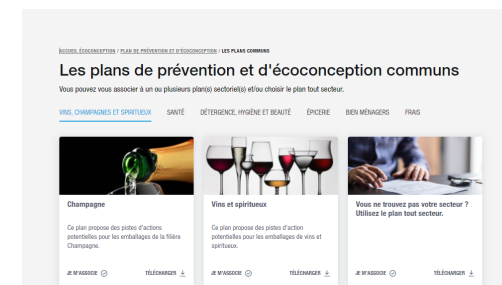 ACCUEIL ÉCOCONCEPTION / PLAN DE PRÉVENTION ET D'ÉCOCONCEPTION / LES PLANS COMMUNS
Les plans de prévention et d'écoconception communs
Vous pouvez vous associer à un ou plusieurs plan(s) sectoriel(s) et/ou choisir le plan tout secteur.
VINS, CHAMPAGNES ET SPIRITUEUX SANTÉ DÉTERGENCE, HYGIÈNE ET BEAUTÉ ÉPICERIE BIEN MÉNAGERS FRAIS
Champagne
Ce plan propose des pistes d'actions
potentielles pour les emballages de la filière
Champagne.
JE M'ASSOCIE TÉLÉCHARGER
Vins et spiritueux
Ce plan propose des pistes d'action
potentielles pour les emballages de vins et
spiritueux.
JE M'ASSOCIE TÉLÉCHARGER
Vous ne trouvez pas votre secteur ?
Utilisez le plan tout secteur.
JE M'ASSOCIE TÉLÉCHARGER